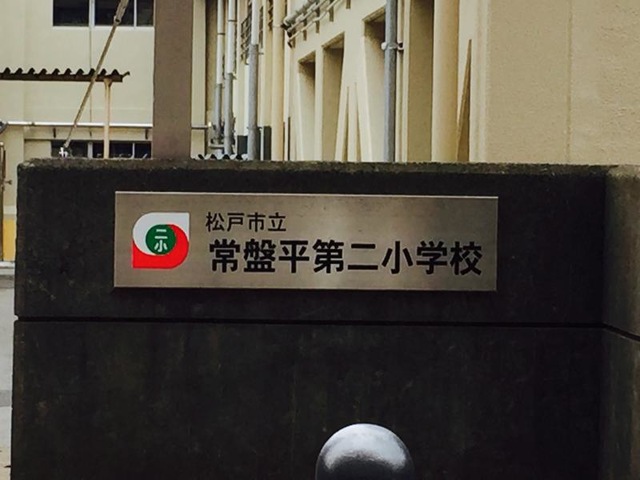 二小
松戸市立
常盤平第二小学校